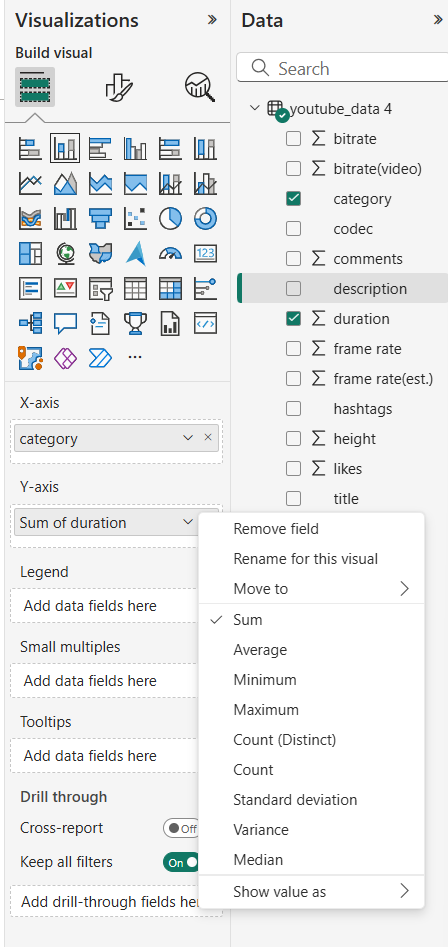 Visualizations
Build visual
123
...
X-axis
category
Y-axis
Sum of duration
Legend
Add data fields here
Small multiples
Add data fields here
Tooltips
Add data fields here
Drill through
Cross-report
Off
Keep all filters
On
Add drill-through fields
Data
Search
youtube_data 4
∑ bitrate
∑ bitrate(video)
category
codec
∑ comments
description
∑ duration
∑ frame rate
∑ frame rate(est.)
hashtags
∑ height
∑ likes
title
Remove field
Rename for this visual
Move to
Sum
Average
Minimum
Maximum
Count (Distinct)
Count
Standard deviation
Variance
Median
Show value as